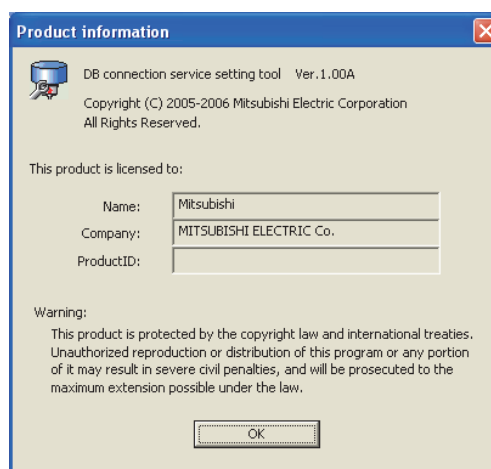 Product information
DB connection service setting tool Ver.1.00A
Copyright (C) 2005-2006 Mitsubishi Electric Corporation
All Rights Reserved.
This product is licensed to:
Name: Mitsubishi
Company: MITSUBISHI ELECTRIC Co.
ProductID:
Warning:
This product is protected by the copyright law and international treaties.
Unauthorized reproduction or distribution of this program or any portion
of it may result in severe civil penalties, and will be prosecuted to the
maximum extension possible under the law.
OK